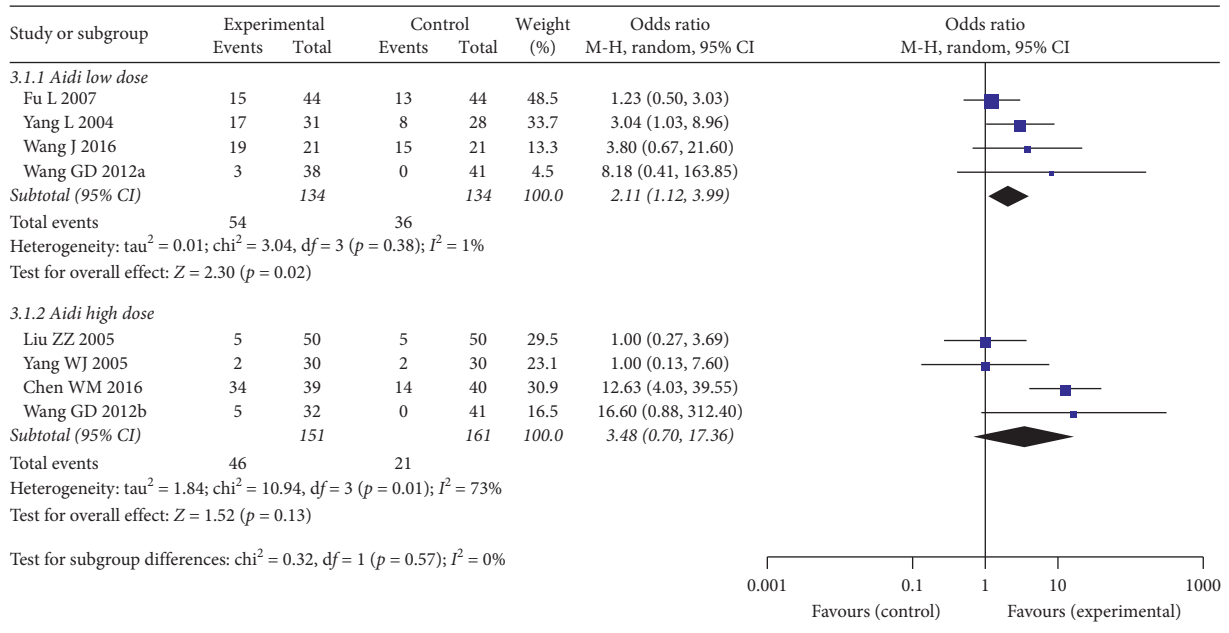 Study or subgroup Experimental Control Weight Odds ratio Odds ratio
Events Total Events Total (%) M-H, random, 95% CI M-H, random, 95% CI
3.1.1 Aidi low dose
Fu L 2007 15 44 13 44 48.5 1.23 (0.50, 3.03)
Yang L 2004 17 31 8 28 33.7 3.04 (1.03, 8.96)
Wang J 2016 19 21 15 21 13.3 3.80 (0.67, 21.60)
Wang GD 2012a 3 38 0 41 4.5 8.18 (0.41, 163.85)
Subtotal (95% CI) 134 134 100.0 2.11 (1.12, 3.99)
Total events 54 36
Heterogeneity: tau² = 0.01; chi² = 3.04, df = 3 (p = 0.38); I² = 1%
Test for overall effect: Z = 2.30 (p = 0.02)
3.1.2 Aidi high dose
Liu ZZ 2005 5 50 5 50 29.5 1.00 (0.27, 3.69)
Yang WJ 2005 2 30 2 30 23.1 1.00 (0.13, 7.60)
Chen WM 2016 34 39 14 40 30.9 12.63 (4.03, 39.55)
Wang GD 2012b 5 32 0 41 16.5 16.60 (0.88, 312.40)
Subtotal (95% CI) 151 161 100.0 3.48 (0.70, 17.36)
Total events 46 21
Heterogeneity: tau² = 1.84; chi² = 10.94, df = 3 (p = 0.01); I² = 73%
Test for overall effect: Z = 1.52 (p = 0.13)
Test for subgroup differences: chi² = 0.32, df = 1 (p = 0.57); I² = 0%
0.001 0.1 1 10 1000
Favours (control) Favours (experimental)